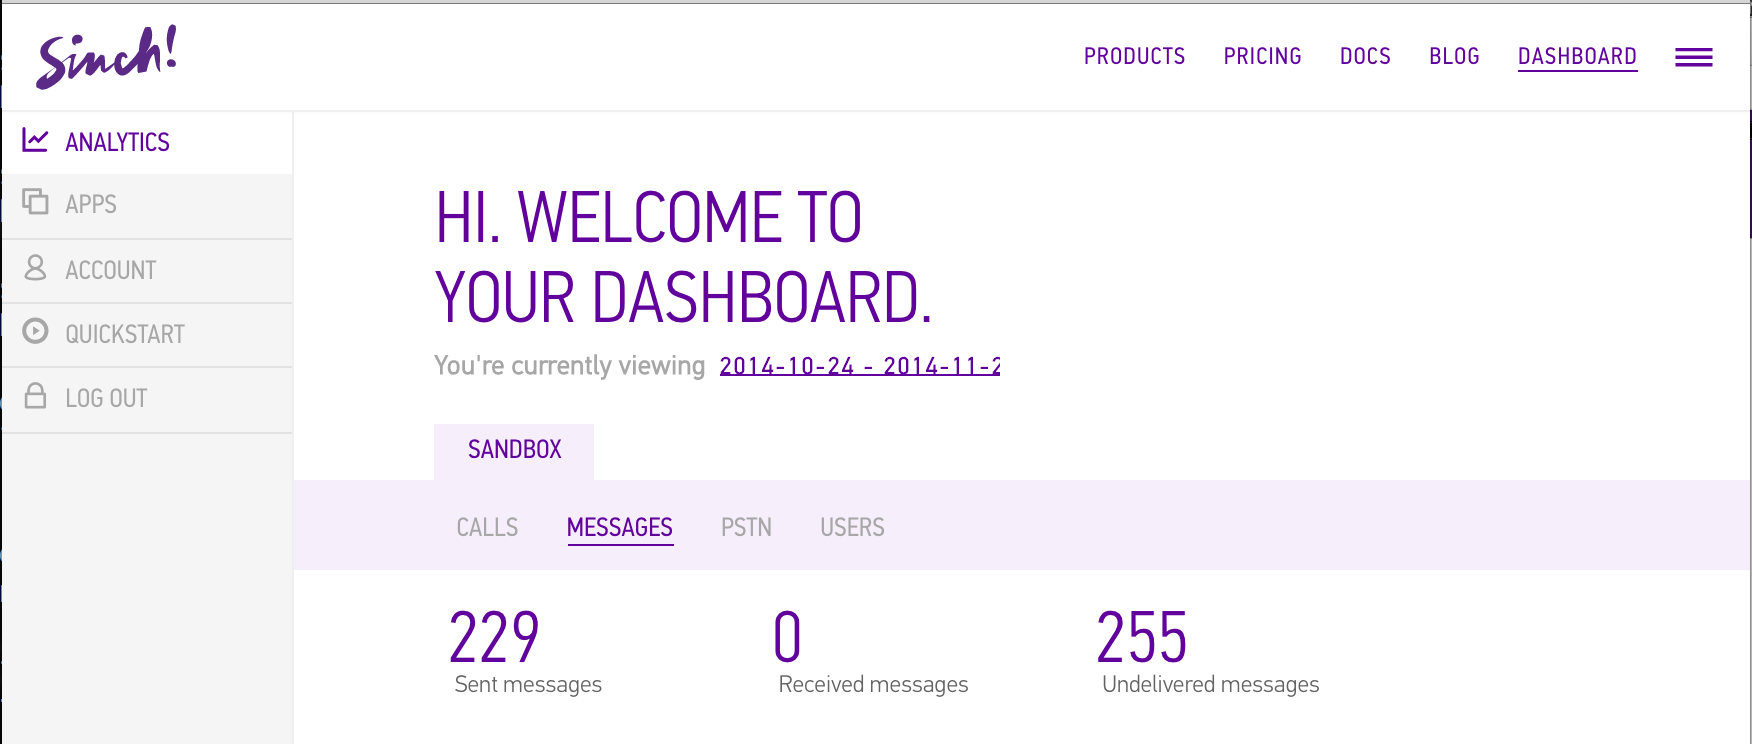 Sinch!
PRODUCTS PRICING DOCS BLOG DASHBOARD
ANALYTICS
APPS
ACCOUNT
QUICKSTART
LOG OUT
HI. WELCOME TO
YOUR DASHBOARD.
You're currently viewing 2014-10-24 - 2014-11-2
SANDBOX
CALLS MESSAGES PSTN USERS
229 0 255
Sent messages Received messages Undelivered messages